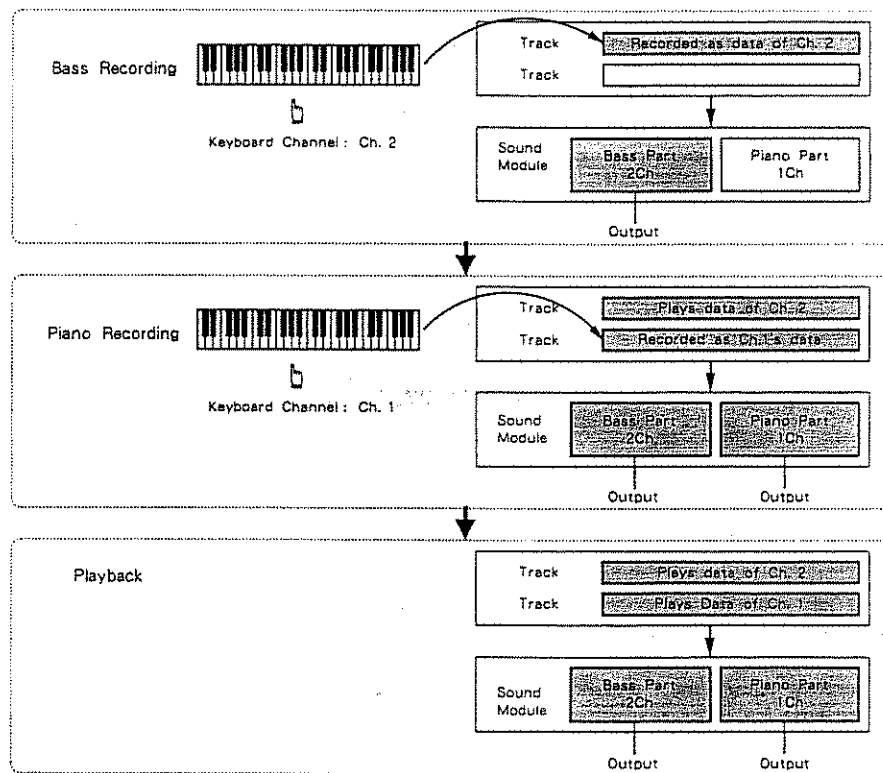 Bass Recording
Keyboard Channel : Ch. 2
Track
Recorded as data of Ch. 2
Track
Sound
Module
Bass Part
2Ch
Piano Part
1Ch
Output
Piano Recording
Keyboard Channel : Ch. 1
Track
Plays data of Ch. 2
Track
Recorded as Ch.1's data
Sound
Module
Bass Part
2Ch
Piano Part
1Ch
Output
Output
Playback
Track
Plays data of Ch. 2
Track
Plays Data of Ch. 1
Sound
Module
Bass Part
2Ch
Piano Part
1Ch
Output
Output